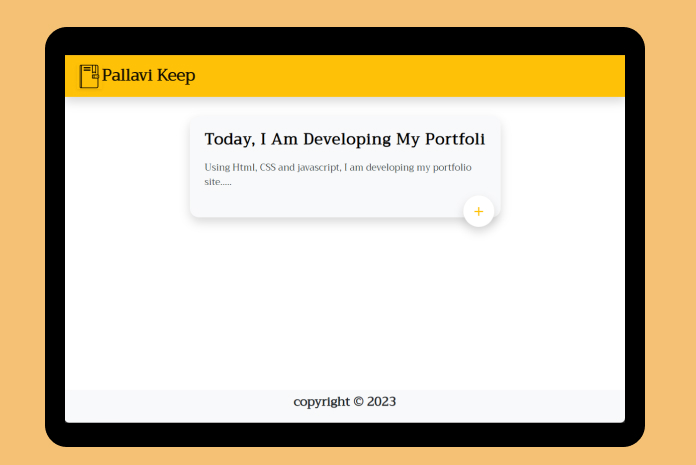 Pallavi Keep
Today, I Am Developing My Portfoli
Using Html, CSS and javascript, I am developing my portfolio
site.....
+
copyright © 2023